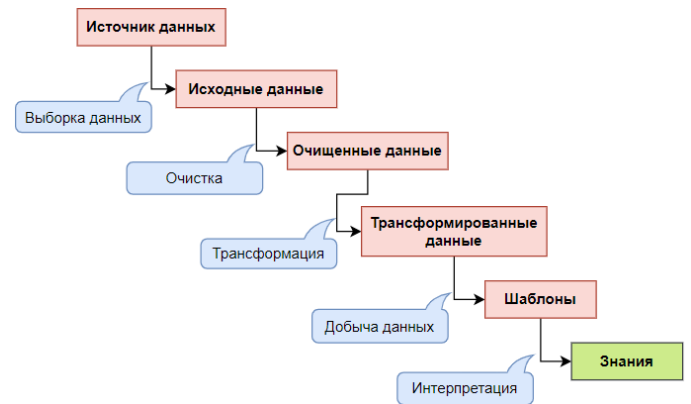 Источник данных
Выборка данных
Исходные данные
Очистка
Очищенные данные
Трансформация
Трансформированные
данные
Добыча данных
Шаблоны
Интерпретация
Знания